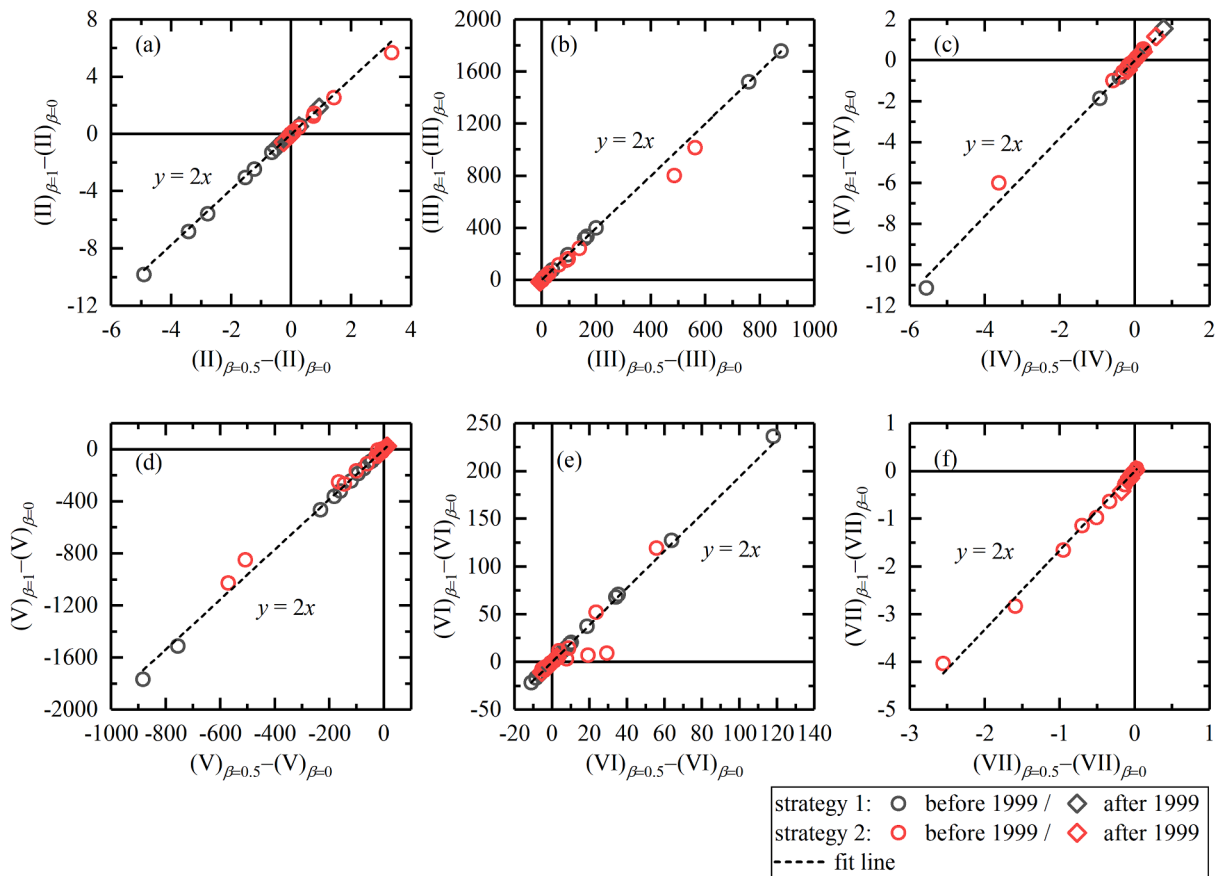 (a)
(II)β=1−(II)β=0
8
4
0
-4
-8
-12
y = 2x
-6
-4
-2
0
2
4
(II)β=0.5−(II)β=0
(b)
(III)β=1−(III)β=0
2000
1600
1200
800
400
0
y = 2x
0
200
400
600
800
1000
(III)β=0.5−(III)β=0
(c)
(IV)β=1−(IV)β=0
2
0
-2
-4
-6
-8
-10
-12
y = 2x
-6
-4
-2
0
2
(IV)β=0.5−(IV)β=0
(d)
(V)β=1−(V)β=0
0
-400
-800
-1200
-1600
-2000
y = 2x
-1000
-800
-600
-400
-200
0
(V)β=0.5−(V)β=0
(e)
(VI)β=1−(VI)β=0
250
200
150
100
50
0
-50
y = 2x
-20
0
20
40
60
80
100
120
140
(VI)β=0.5−(VI)β=0
(f)
(VII)β=1−(VII)β=0
1
0
-1
-2
-3
-4
-5
y = 2x
-3
-2
-1
0
1
(VII)β=0.5−(VII)β=0
strategy 1: before 1999 / after 1999
strategy 2: before 1999 / after 1999
fit line